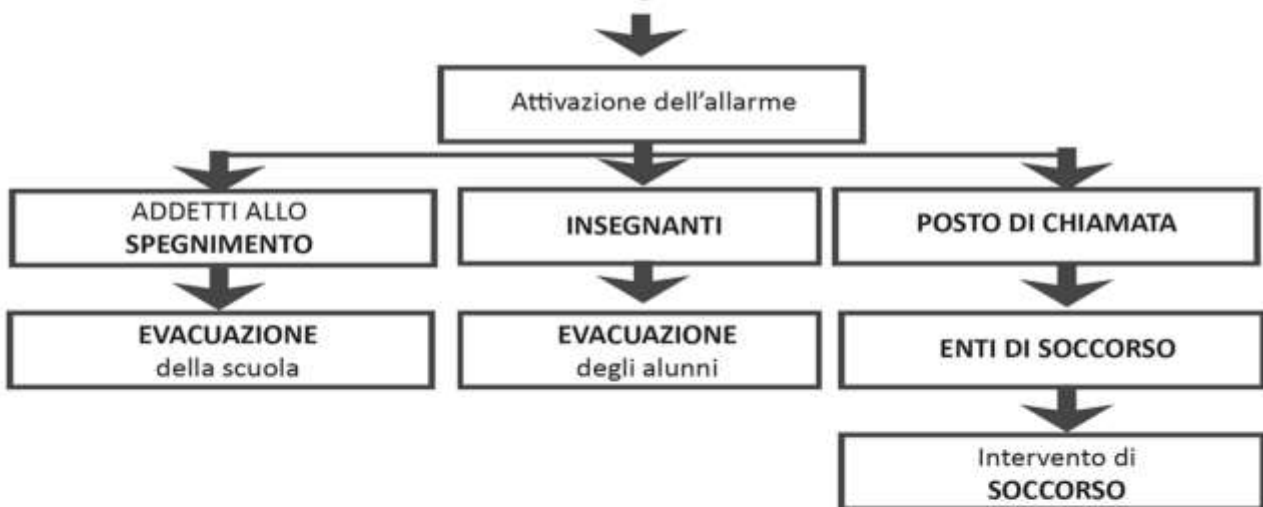 Attivazione dell'allarme
ADDETTI ALLO
SPEGNIMENTO
INSEGNANTI
POSTO DI CHIAMATA
EVACUAZIONE
della scuola
EVACUAZIONE
degli alunni
ENTI DI SOCCORSO
Intervento di
SOCCORSO